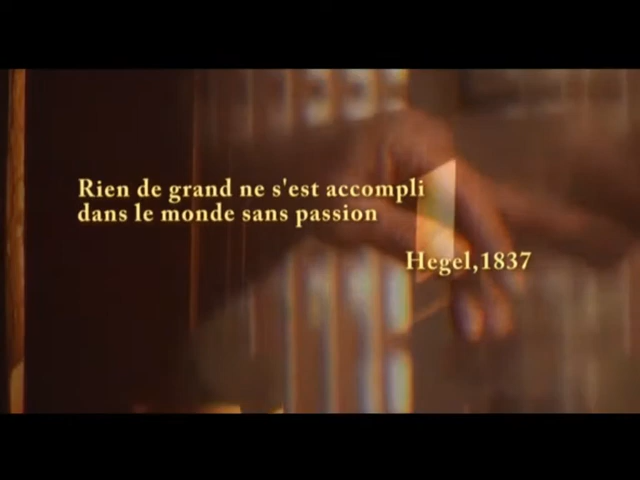 Rien de grand ne s'est accompli
dans le monde sans passion
Hegel,1837